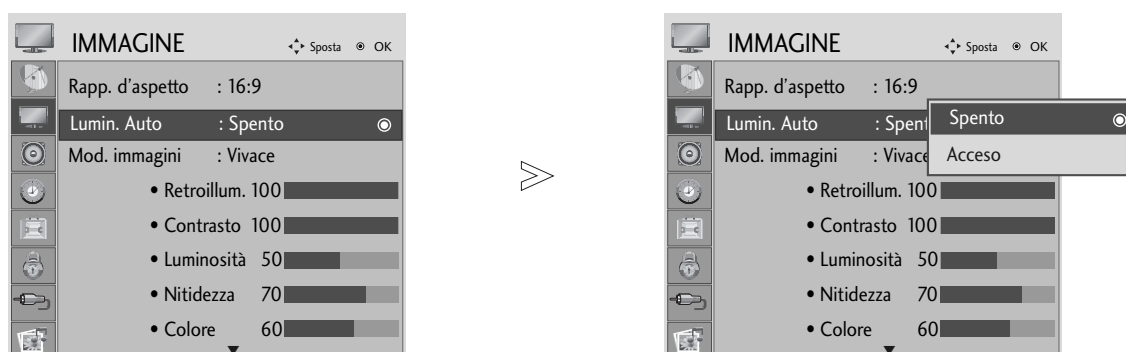 IMMAGINE
Sposta OK
Rapp. d'aspetto : 16:9
Lumin. Auto : Spento
Mod. immagini : Vivace
• Retroillum. 100
• Contrasto 100
• Luminosità 50
• Nitidezza 70
• Colore 60
IMMAGINE
Sposta OK
Rapp. d'aspetto : 16:9
Lumin. Auto : Spent
Spento
Acceso
Mod. immagini : Vivace
• Retroillum. 100
• Contrasto 100
• Luminosità 50
• Nitidezza 70
• Colore 60